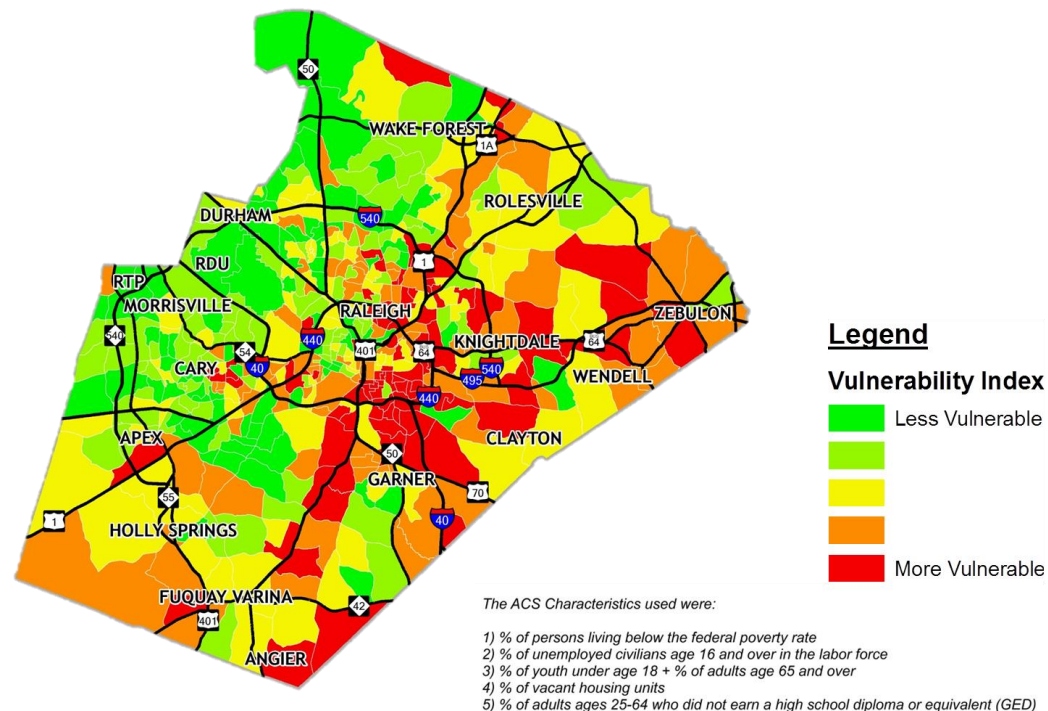 50
WAKE FOREST
1A
ROLESVILLE
DURHAM
540
RDU
1
RTP
MORRISVILLE
RALEIGH
ZEBULON
540
440
54
401
64
KNIGHTDALE
64
CARY
40
540
495
WENDELL
440
APEX
CLAYTON
50
GARNER
70
55
1
40
HOLLY SPRINGS
FUQUAY VARINA
42
401
ANGIER
Legend
Vulnerability Index
Less Vulnerable
More Vulnerable
The ACS Characteristics used were:
1) % of persons living below the federal poverty rate
2) % of unemployed civilians age 16 and over in the labor force
3) % of youth under age 18 + % of adults age 65 and over
4) % of vacant housing units
5) % of adults ages 25-64 who did not earn a high school diploma or equivalent (GED)